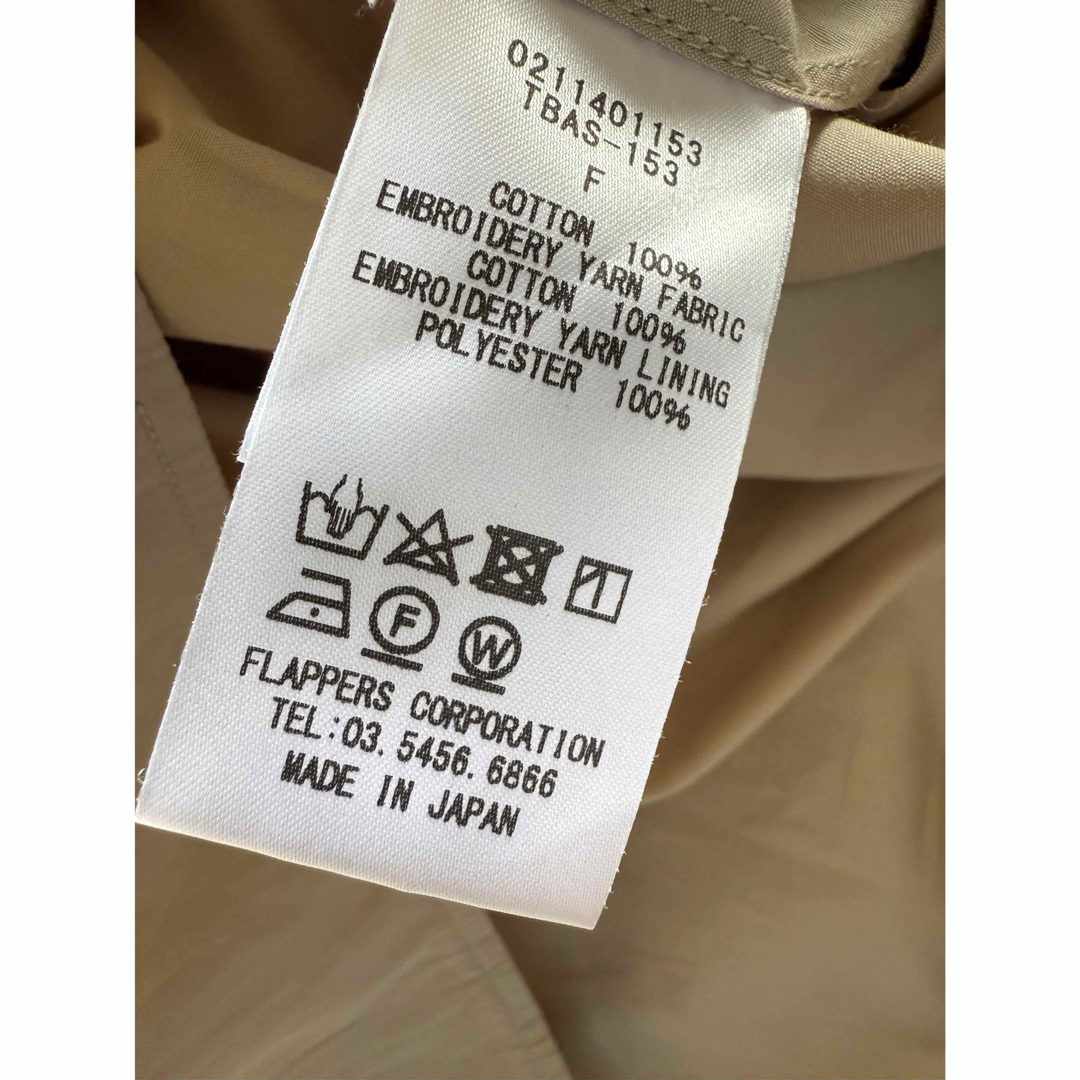 0211401153
TBAS-153
F
COTTON 100%
EMBROIDERY YARN FABRIC
COTTON 100%
EMBROIDERY YARN LINING
POLYESTER 100%
F
W
FLAPPERS CORPORATION
TEL:03.5456.6866
MADE IN JAPAN